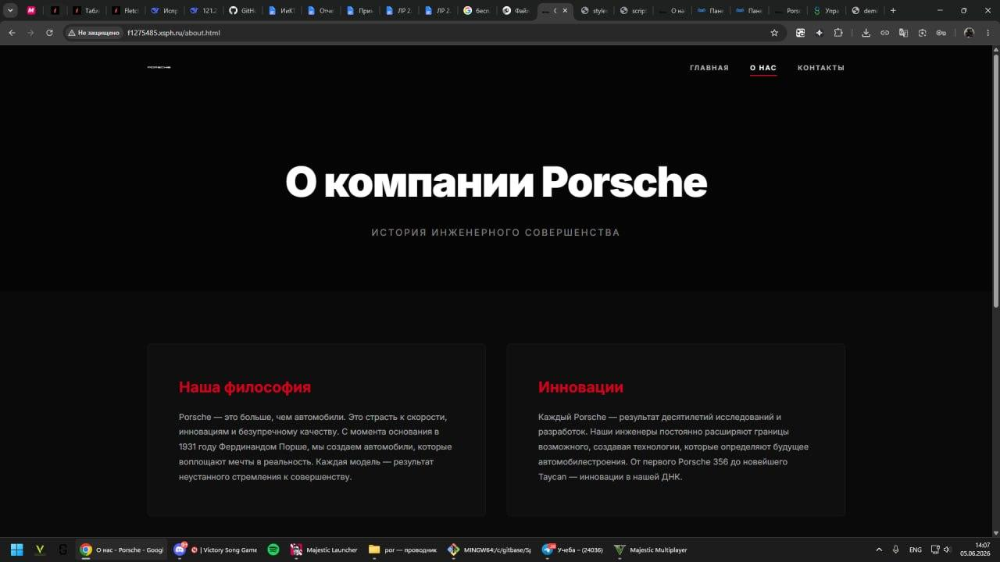 Табл
Fletch
Испр
121.2
GitHu
ИиКТ
Отче
При
ЛР 2.
ЛР 2.
бесп
Файл
styles
script
О на
Пане
Пане
Porsc
Упра
dem
Не защищено
f1275485.xsph.ru/about.html
PORSCHE
ГЛАВНАЯ
О НАС
КОНТАКТЫ
О компании Porsche
ИСТОРИЯ ИНЖЕНЕРНОГО СОВЕРШЕНСТВА
Наша философия
Porsche — это больше, чем автомобили. Это страсть к скорости,
инновациям и безупречному качеству. С момента основания в
1931 году Фердинандом Порше, мы создаем автомобили, которые
воплощают мечты в реальность. Каждая модель — результат
неустанного стремления к совершенству.
Инновации
Каждый Porsche — результат десятилетий исследований и
разработок. Наши инженеры постоянно расширяют границы
возможного, создавая технологии, которые определяют будущее
автомобилестроения. От первого Porsche 356 до новейшего
Taycan — инновации в нашей ДНК.
О нас - Porsche - Googl
| Victory Song Game
Majestic Launcher
por — проводник
MINGW64:/c/gitbase/Sp
Учеба – (24036)
Majestic Multiplayer
ENG
14:07
05.06.2026